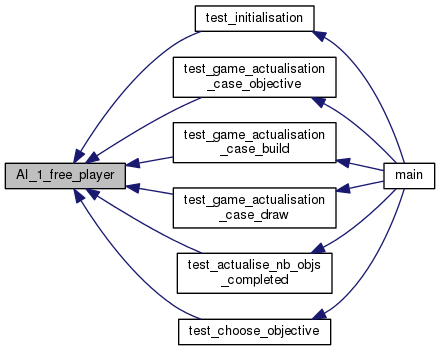 test_initialisation
test_game_actualisation
_case_objective
test_game_actualisation
_case_build
AI_1_free_player
main
test_game_actualisation
_case_draw
test_actualise_nb_objs
_completed
test_choose_objective